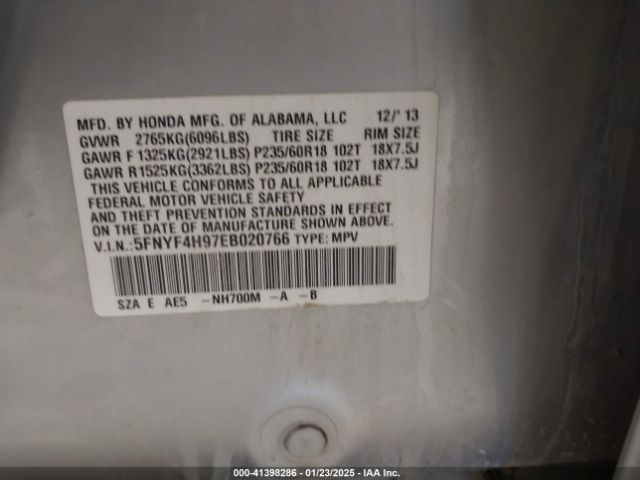 MFD. BY HONDA MFG. OF ALABAMA, LLC 12/'13
GVWR 2765KG(6096LBS) TIRE SIZE RIM SIZE
GAWR F 1325KG(2921LBS) P235/60R18 102T 18X7.5J
GAWR R1525KG(3362LBS) P235/60R18 102T 18X7.5J
THIS VEHICLE CONFORMS TO ALL APPLICABLE
FEDERAL MOTOR VEHICLE SAFETY
AND THEFT PREVENTION STANDARDS IN EFFECT
ON THE DATE OF MANUFACTURE SHOWN ABOVE.
V.I.N.:5FNYF4H97EB020766 TYPE: MPV
SZA E AE5 -NH700M -A -B
000-41398286 - 01/23/2025 - IAA Inc.